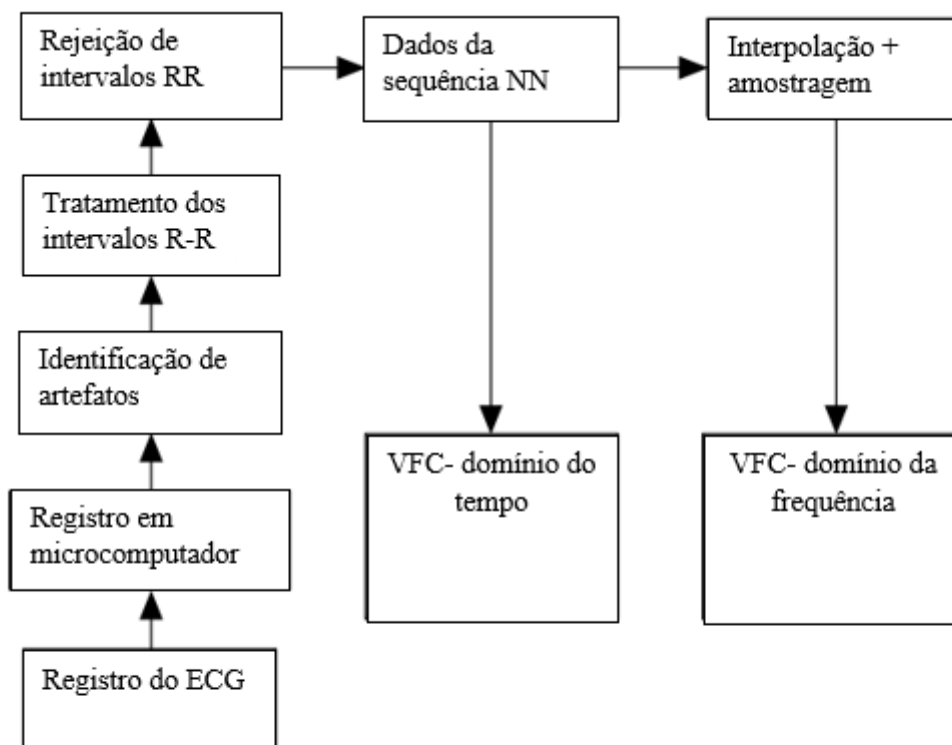 Rejeição de
intervalos RR
Dados da
sequência NN
Interpolação +
amostragem
Tratamento dos
intervalos R-R
Identificação de
artefatos
Registro em
microcomputador
Registro do ECG
VFC- domínio do
tempo
VFC- domínio da
frequência